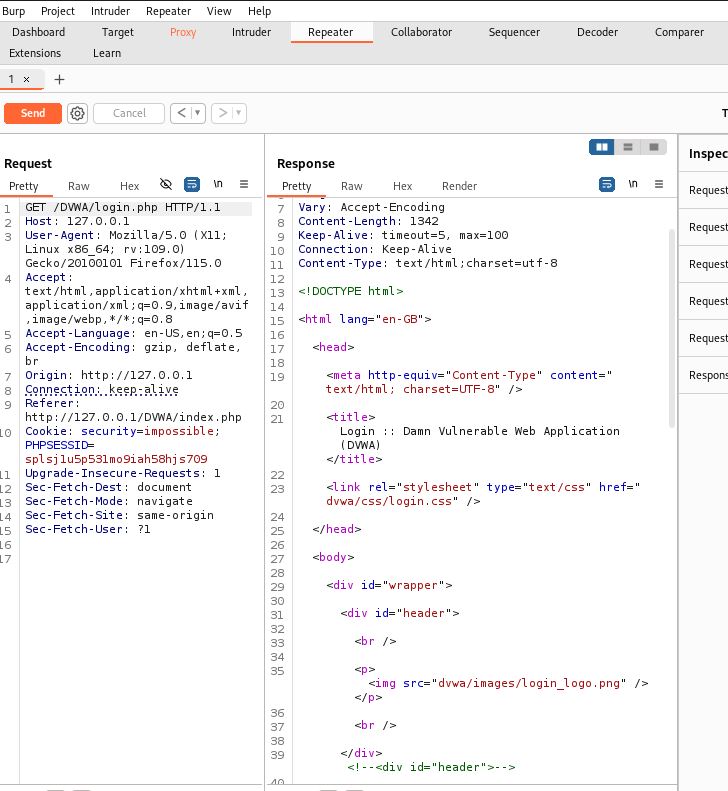 Burp Project Intruder Repeater View Help
Dashboard Target Proxy Intruder Repeater Collaborator Sequencer Decoder Comparer
Extensions Learn
1 × +
Send Cancel < >
Request
Pretty Raw Hex \n
1 GET /DVWA/login.php HTTP/1.1
2 Host: 127.0.0.1
3 User-Agent: Mozilla/5.0 (X11;
Linux x86_64; rv:109.0)
Gecko/20100101 Firefox/115.0
4 Accept:
text/html,application/xhtml+xml,
application/xml;q=0.9,image/avif
,image/webp,*/*;q=0.8
5 Accept-Language: en-US,en;q=0.5
6 Accept-Encoding: gzip, deflate,
br
7 Origin: http://127.0.0.1
8 Connection: keep-alive
9 Referer:
http://127.0.0.1/DVWA/index.php
10 Cookie: security=impossible;
PHPSESSID=
splsj1u5p531mo9iah58hjs709
11 Upgrade-Insecure-Requests: 1
12 Sec-Fetch-Dest: document
13 Sec-Fetch-Mode: navigate
14 Sec-Fetch-Site: same-origin
15 Sec-Fetch-User: ?1
16
17
Response
Pretty Raw Hex Render \n
7 Vary: Accept-Encoding
8 Content-Length: 1342
9 Keep-Alive: timeout=5, max=100
10 Connection: Keep-Alive
11 Content-Type: text/html;charset=utf-8
12
13 <!DOCTYPE html>
14
15 <html lang="en-GB">
16
17 <head>
18
19 <meta http-equiv="Content-Type" content="
text/html; charset=UTF-8" />
20
21 <title>
Login :: Damn Vulnerable Web Application
(DVWA)
</title>
22
23 <link rel="stylesheet" type="text/css" href="
dvwa/css/login.css" />
24
25 </head>
26
27 <body>
28
29 <div id="wrapper">
30
31 <div id="header">
32
33 <br />
34
35 <p>
<img src="dvwa/images/login_logo.png" />
</p>
36
37 <br />
38
39 </div>
<!--<div id="header">-->
40
Inspec
Request
Request
Request
Request
Request
Respons